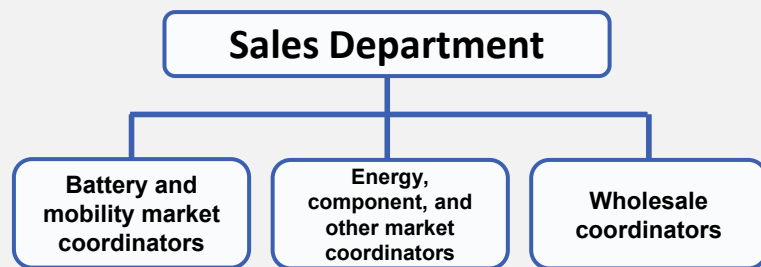 Sales Department
Battery and
mobility market
coordinators
Energy,
component, and
other market
coordinators
Wholesale
coordinators